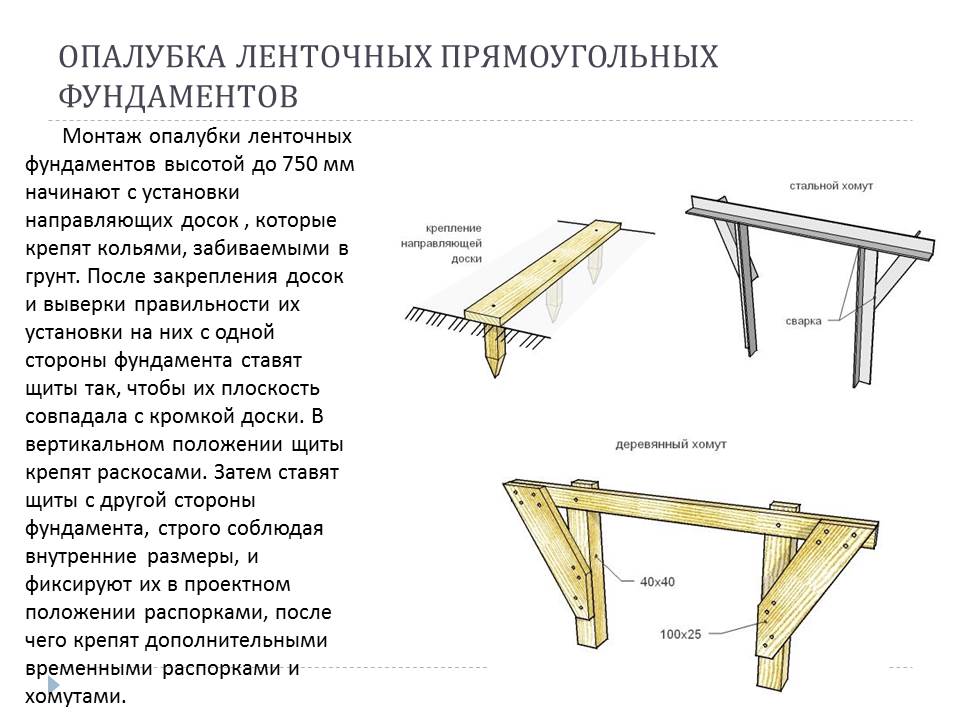 ОПАЛУБКА ЛЕНТОЧНЫХ ПРЯМОУГОЛЬНЫХ
ФУНДАМЕНТОВ
Монтаж опалубки ленточных
фундаментов высотой до 750 мм
начинают с установки
направляющих досок , которые
крепят кольями, забиваемыми в
грунт. После закрепления досок
и выверки правильности их
установки на них с одной
стороны фундамента ставят
щиты так, чтобы их плоскость
совпадала с кромкой доски. В
вертикальном положении щиты
крепят раскосами. Затем ставят
щиты с другой стороны
фундамента, строго соблюдая
внутренние размеры, и
фиксируют их в проектном
положении распорками, после
чего крепят дополнительными
временными распорками и
хомутами.
крепление
направляющей
доски
стальной хомут
сварка
деревянный хомут
40х40
100х25